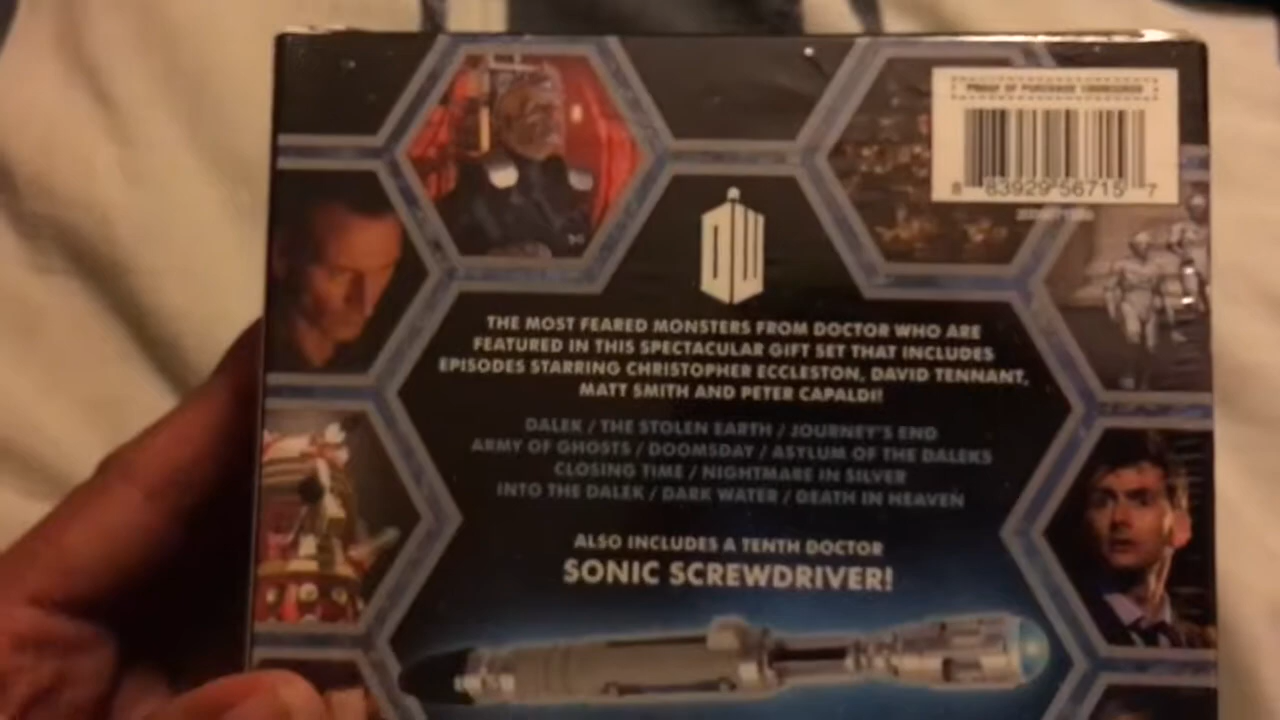 PROOF OF PURCHASE
8 83929 56715 7
DW
THE MOST FEARED MONSTERS FROM DOCTOR WHO ARE
FEATURED IN THIS SPECTACULAR GIFT SET THAT INCLUDES
EPISODES STARRING CHRISTOPHER ECCLESTON, DAVID TENNANT,
MATT SMITH AND PETER CAPALDI!
DALEK / THE STOLEN EARTH / JOURNEY'S END
ARMY OF GHOSTS / DOOMSDAY / ASYLUM OF THE DALEKS
CLOSING TIME / NIGHTMARE IN SILVER
INTO THE DALEK / DARK WATER / DEATH IN HEAVEN
ALSO INCLUDES A TENTH DOCTOR
SONIC SCREWDRIVER!